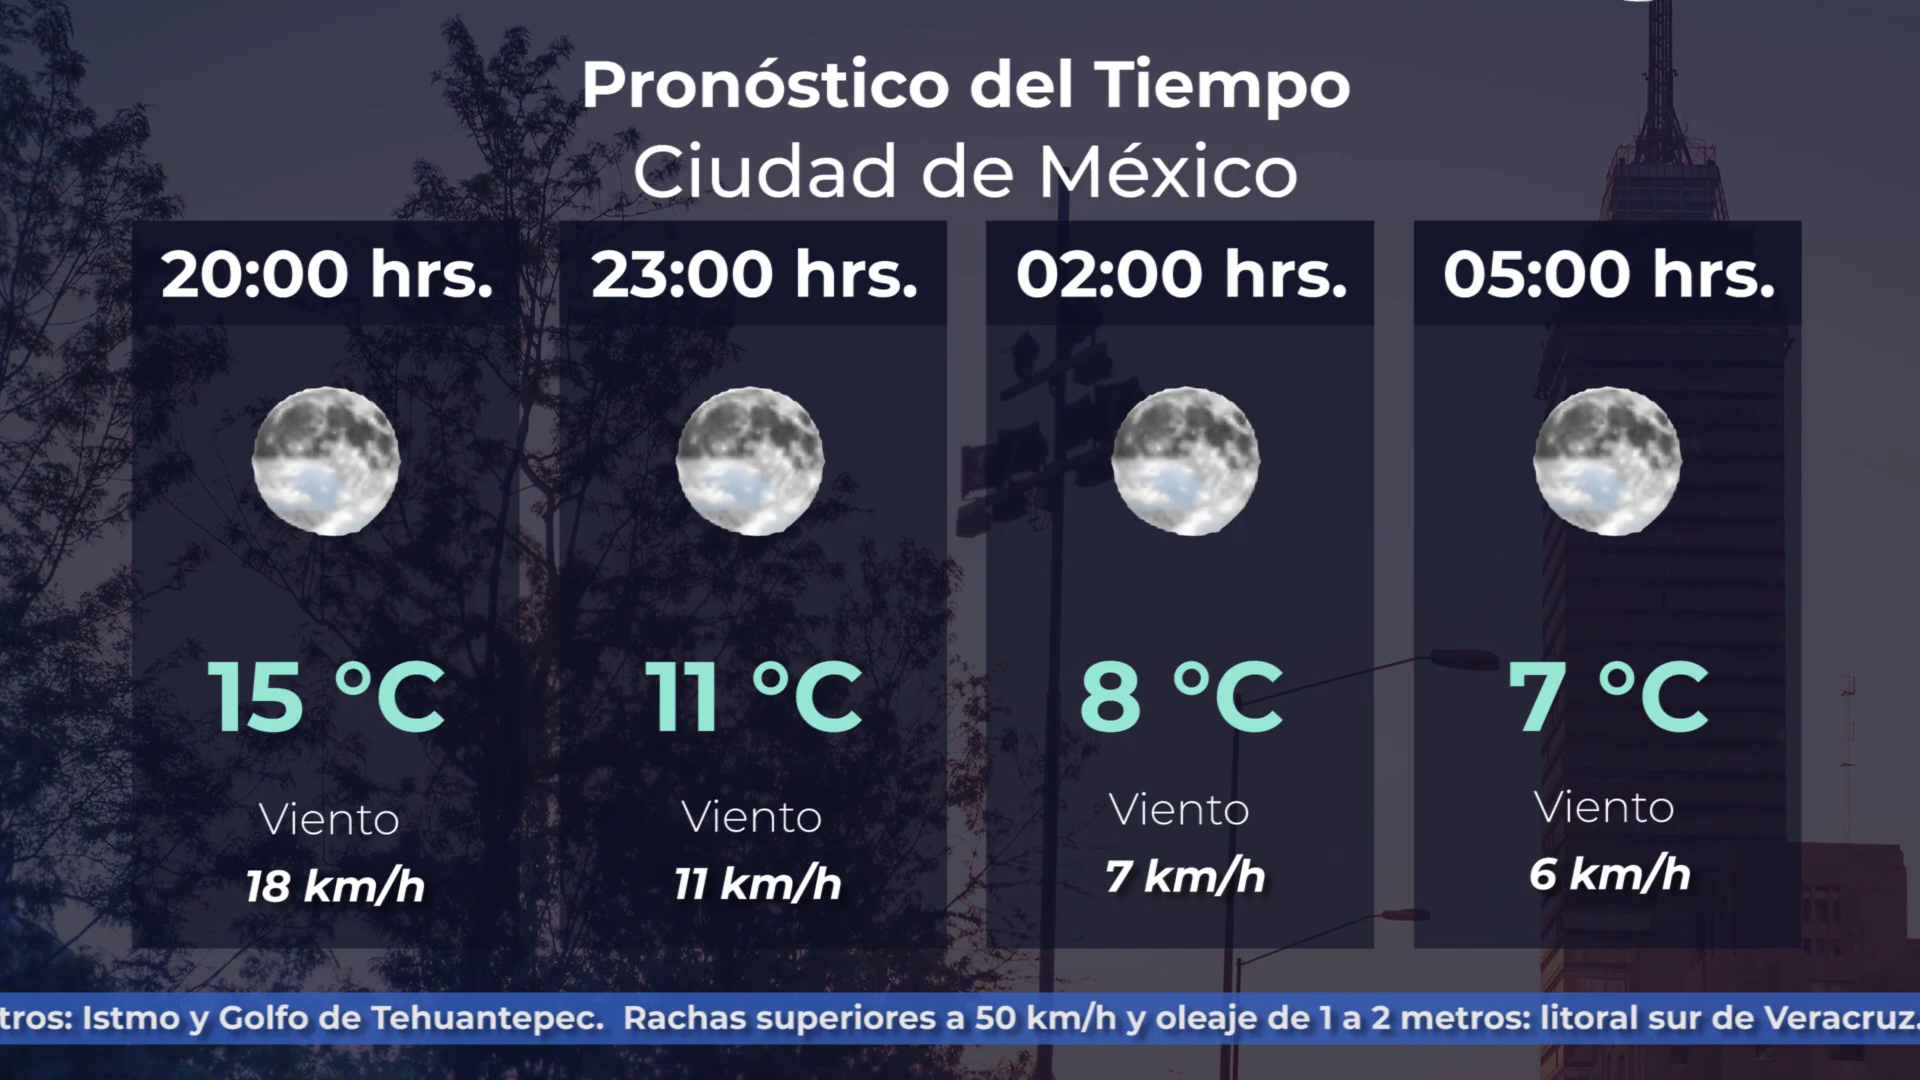 Pronóstico del Tiempo
Ciudad de México
20:00 hrs.
23:00 hrs.
02:00 hrs.
05:00 hrs.
15 °C
11 °C
8 °C
7 °C
Viento
Viento
Viento
Viento
18 km/h
11 km/h
7 km/h
6 km/h
tros: Istmo y Golfo de Tehuantepec. Rachas superiores a 50 km/h y oleaje de 1 a 2 metros: litoral sur de Veracruz.